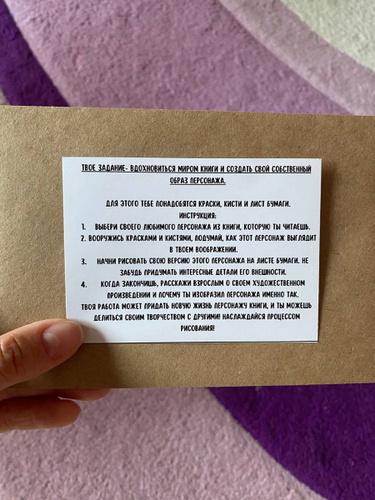 ТВОЕ ЗАДАНИЕ- ВДОХНОВИТЬСЯ МИРОМ КНИГИ И СОЗДАТЬ СВОЙ СОБСТВЕННЫЙ
ОБРАЗ ПЕРСОНАЖА.
ДЛЯ ЭТОГО ТЕБЕ ПОНАДОБЯТСЯ КРАСКИ, КИСТИ И ЛИСТ БУМАГИ.
ИНСТРУКЦИЯ:
1. ВЫБЕРИ СВОЕГО ЛЮБИМОГО ПЕРСОНАЖА ИЗ КНИГИ, КОТОРУЮ ТЫ ЧИТАЕШЬ.
2. ВООРУЖИСЬ КРАСКАМИ И КИСТЯМИ, ПОДУМАЙ, КАК ЭТОТ ПЕРСОНАЖ ВЫГЛЯДИТ
В ТВОЕМ ВООБРАЖЕНИИ.
3. НАЧНИ РИСОВАТЬ СВОЮ ВЕРСИЮ ЭТОГО ПЕРСОНАЖА НА ЛИСТЕ БУМАГИ. НЕ
ЗАБУДЬ ПРИДУМАТЬ ИНТЕРЕСНЫЕ ДЕТАЛИ ЕГО ВНЕШНОСТИ.
4. КОГДА ЗАКОНЧИШЬ, РАССКАЖИ ВЗРОСЛЫМ О СВОЕМ ХУДОЖЕСТВЕННОМ
ПРОИЗВЕДЕНИИ И ПОЧЕМУ ТЫ ИЗОБРАЗИЛ ПЕРСОНАЖА ИМЕННО ТАК.
ТВОЯ РАБОТА МОЖЕТ ПРИДАТЬ НОВУЮ ЖИЗНЬ ПЕРСОНАЖУ КНИГИ, И ТЫ МОЖЕШЬ
ДЕЛИТЬСЯ СВОИМ ТВОРЧЕСТВОМ С ДРУГИМИ! НАСЛАЖДАЙСЯ ПРОЦЕССОМ
РИСОВАНИЯ!